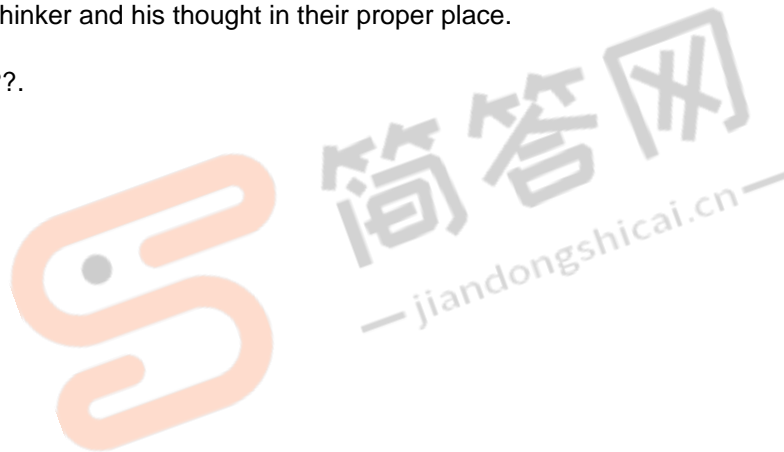 hinker and his thought in their proper place.
?.
简答网
jiandongshicai.cn